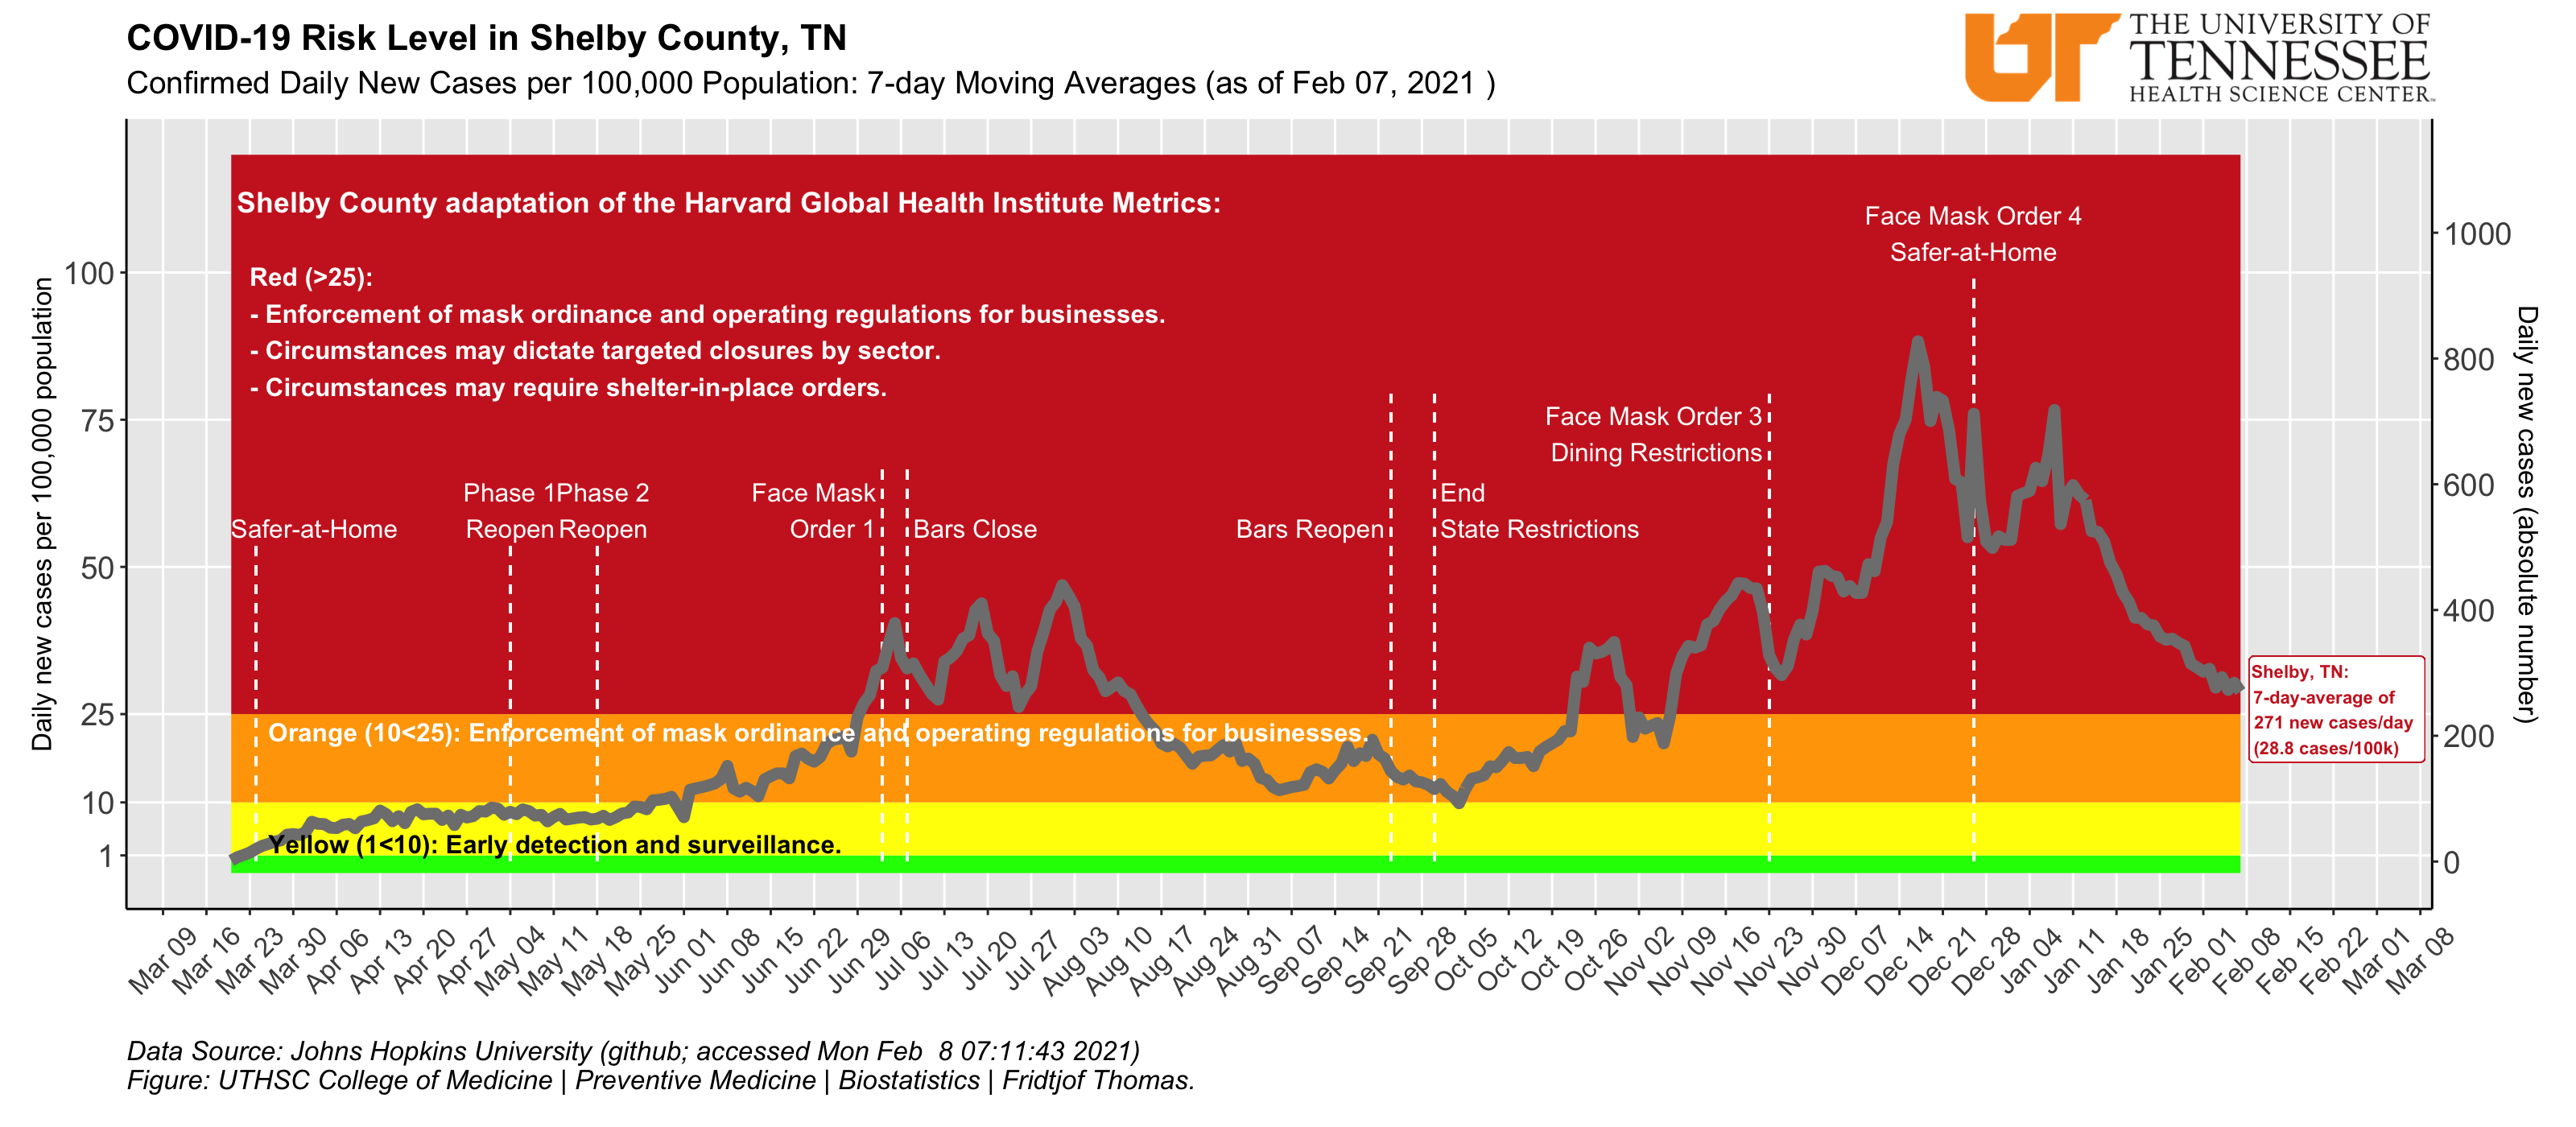 COVID-19 Risk Level in Shelby County, TN
Confirmed Daily New Cases per 100,000 Population: 7-day Moving Averages (as of Feb 07, 2021 )
UT
THE UNIVERSITY OF
TENNESSEE
HEALTH SCIENCE CENTER™
Daily new cases per 100,000 population
100
75
50
25
10
1
Shelby County adaptation of the Harvard Global Health Institute Metrics:
Red (>25):
- Enforcement of mask ordinance and operating regulations for businesses.
- Circumstances may dictate targeted closures by sector.
- Circumstances may require shelter-in-place orders.
Safer-at-Home
Phase 1
Reopen
Phase 2
Reopen
Face Mask
Order 1
Bars Close
Bars Reopen
End
State Restrictions
Face Mask Order 3
Dining Restrictions
Face Mask Order 4
Safer-at-Home
Orange (10<25): Enforcement of mask ordinance and operating regulations for businesses.
Yellow (1<10): Early detection and surveillance.
1000
800
600
400
200
0
Daily new cases (absolute number)
Shelby, TN:
7-day-average of
271 new cases/day
(28.8 cases/100k)
Mar 09
Mar 16
Mar 23
Mar 30
Apr 06
Apr 13
Apr 20
Apr 27
May 04
May 11
May 18
May 25
Jun 01
Jun 08
Jun 15
Jun 22
Jun 29
Jul 06
Jul 13
Jul 20
Jul 27
Aug 03
Aug 10
Aug 17
Aug 24
Aug 31
Sep 07
Sep 14
Sep 21
Sep 28
Oct 05
Oct 12
Oct 19
Oct 26
Oct 02
Nov 09
Nov 16
Nov 23
Nov 30
Nov 07
Dec 14
Dec 21
Dec 28
Dec 04
Jan 11
Jan 18
Jan 25
Jan 01
Feb 08
Feb 15
Feb 22
Feb 01
Mar 08
Mar
Data Source: Johns Hopkins University (github; accessed Mon Feb  8 07:11:43 2021)
Figure: UTHSC College of Medicine | Preventive Medicine | Biostatistics | Fridtjof Thomas.